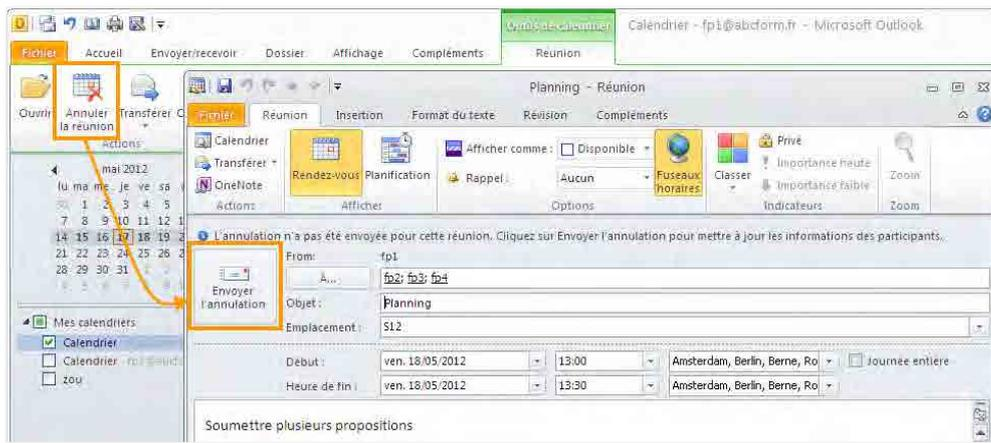 Outils de calendrier
Calendrier - fp1@abcform.fr - Microsoft Outlook
Fichier Accueil Envoyer/recevoir Dossier Affichage Compléments Réunion
Ouvrir Annuler la réunion Transférer
Actions
mai 2012
lu ma me je ve sa
30 1 2 3 4 5
7 8 9 10 11 12
14 15 16 17 18 19
21 22 23 24 25 26
28 29 30 31 1 2
Mes calendriers
Calendrier
Calendrier
zou
Planning - Réunion
Fichier Réunion Insertion Format du texte Révision Compléments
Calendrier
Transférer
OneNote
Actions
Rendez-vous Planification
Afficher
Afficher comme : Disponible
Rappel : Aucun
Fuseaux horaires
Options
Classer
Privé
Importance haute
Importance faible
Indicateurs
Zoom
Zoom
L'annulation n'a pas été envoyée pour cette réunion. Cliquez sur Envoyer l'annulation pour mettre à jour les informations des participants.
Envoyer l'annulation
From: fp1
À... fp2; fp3; fp4
Objet : Planning
Emplacement : S12
Début : ven. 18/05/2012 13:00 Amsterdam, Berlin, Berne, Ro Journée entière
Heure de fin : ven. 18/05/2012 13:30 Amsterdam, Berlin, Berne, Ro
Soumettre plusieurs propositions